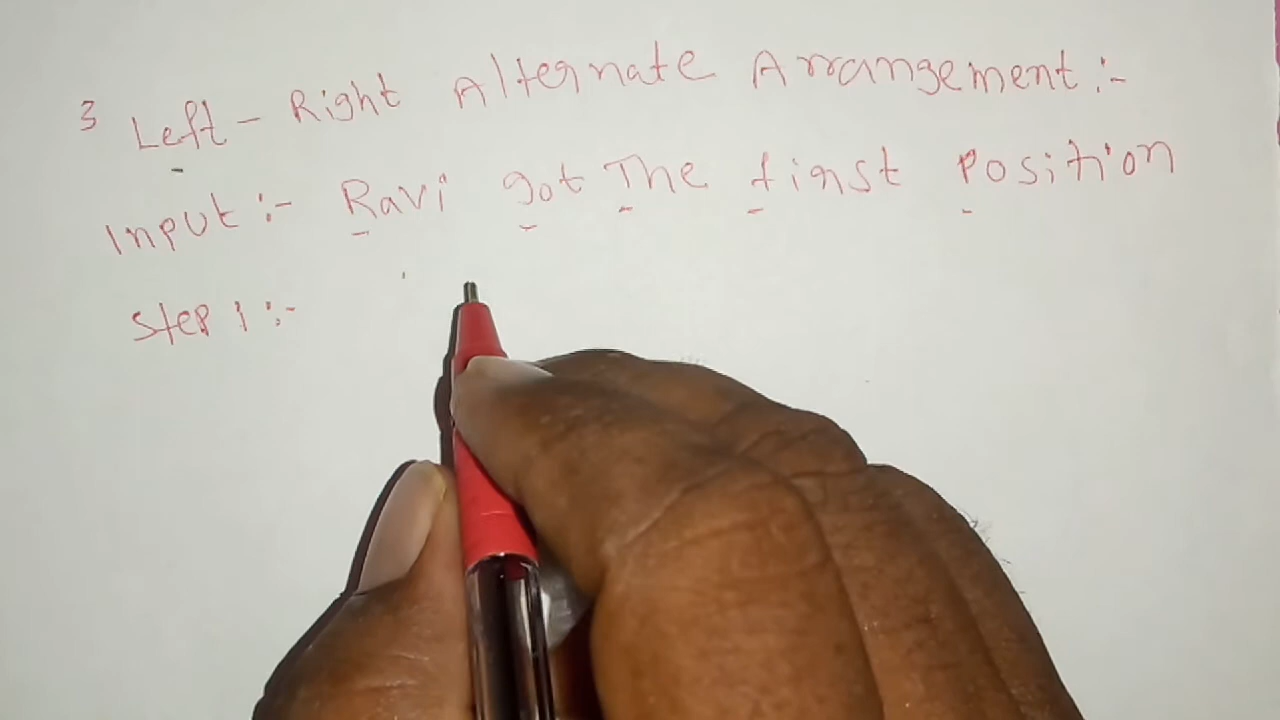 3 Left - Right Alternate Arrangement :-
Input :- Ravi got The first Position
Step 1 :-